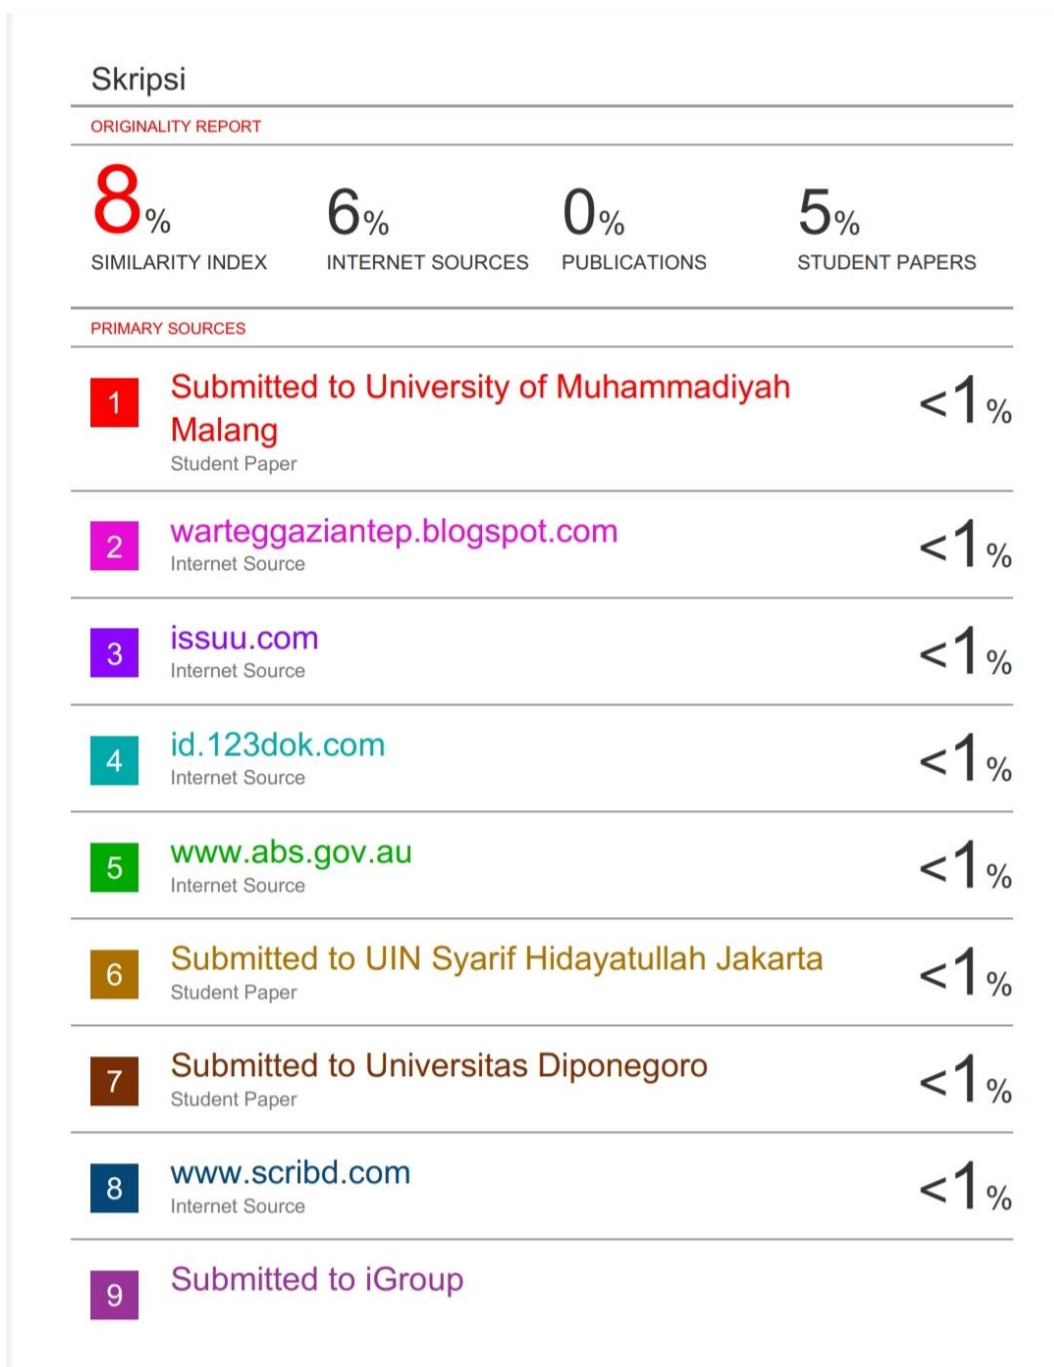 Skripsi
ORIGINALITY REPORT
8% 6% 0% 5%
SIMILARITY INDEX INTERNET SOURCES PUBLICATIONS STUDENT PAPERS
PRIMARY SOURCES
1 Submitted to University of Muhammadiyah <1%
Malang
Student Paper
2 warteggaziantep.blogspot.com <1%
Internet Source
3 issuu.com <1%
Internet Source
4 id.123dok.com <1%
Internet Source
5 www.abs.gov.au <1%
Internet Source
6 Submitted to UIN Syarif Hidayatullah Jakarta <1%
Student Paper
7 Submitted to Universitas Diponegoro <1%
Student Paper
8 www.scribd.com <1%
Internet Source
9 Submitted to iGroup